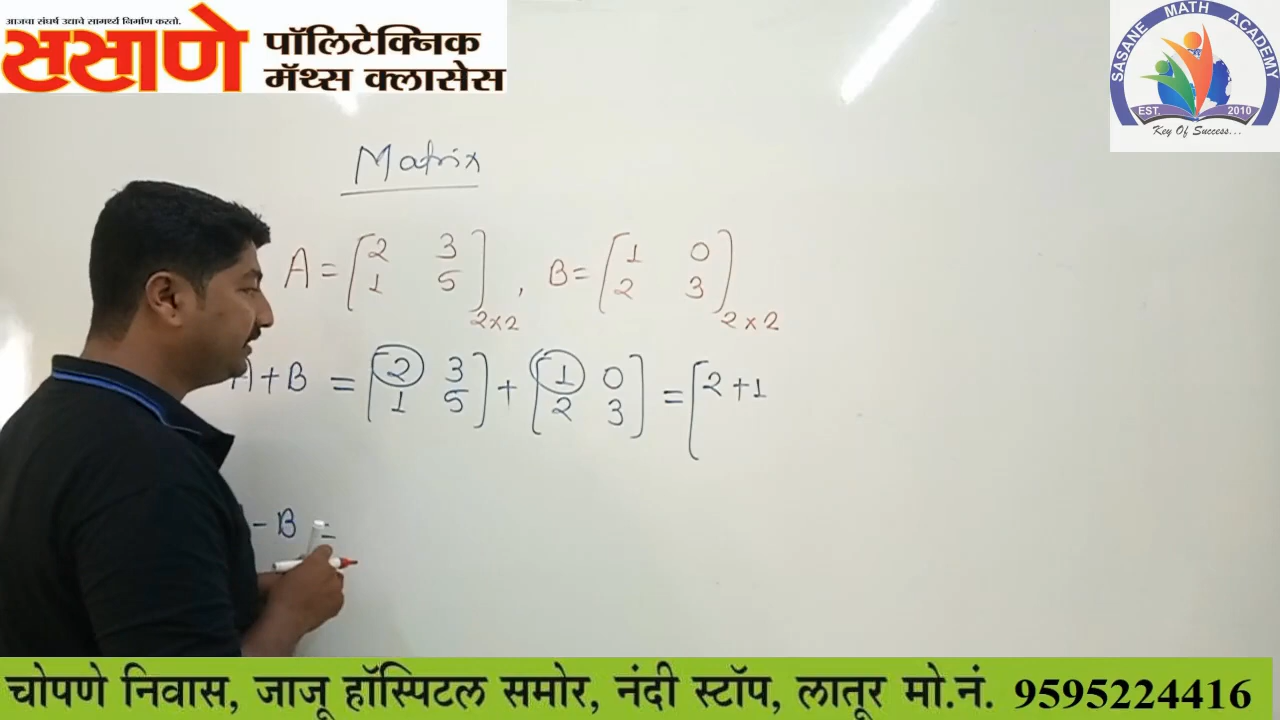 आजचा संघर्ष उद्याचे सामर्थ्य निर्माण करतो.
ससाणे
पॉलिटेक्निक
मॅथ्स क्लासेस
SASANE MATH ACADEMY
EST. 2010
Key Of Success...
Matrix
A = [2 3 1 5] 2×2 , B = [1 0 2 3] 2×2
A + B = [2 3 1 5] + [1 0 2 3] = [2+1
- B =
चोपणे निवास, जाजू हॉस्पिटल समोर, नंदी स्टॉप, लातूर मो.नं. 9595224416